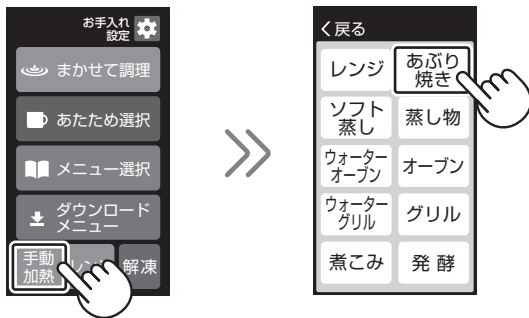 お手入れ
設定
まかせて調理
あたため選択
メニュー選択
ダウンロード
メニュー
手動
加熱
レンジ
解凍
戻る
レンジ
あぶり
焼き
ソフト
蒸し
蒸し物
ウォーター
オーブン
オーブン
ウォーター
グリル
グリル
煮こみ
発酵